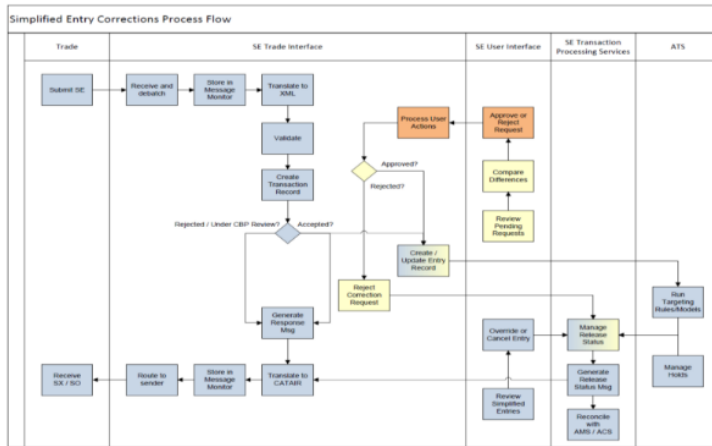 Simplified Entry Corrections Process Flow
Trade
SE Trade Interface
SE User Interface
SE Transaction
Processing Services
ATS
Submit SE
Receive and
debatch
Store in
Message
Monitor
Translate to
XML
Validate
Create
Transaction
Record
Rejected / Under CBP Review?
Accepted?
Generate
Response
Msg
Process User
Actions
Approved?
Rejected?
Approve or
Reject
Request
Compare
Differences
Review
Pending
Requests
Create /
Update Entry
Record
Reject
Correction
Request
Run
Targeting
Rules/Models
Override or
Cancel Entry
Manage
Release
Status
Manage
Holds
Receive
SX / SO
Route to
sender
Store in
Message
Monitor
Translate to
CATAIR
Review
Simplified
Entries
Generate
Release
Status Msg
Reconcile
with
AMS / ACS